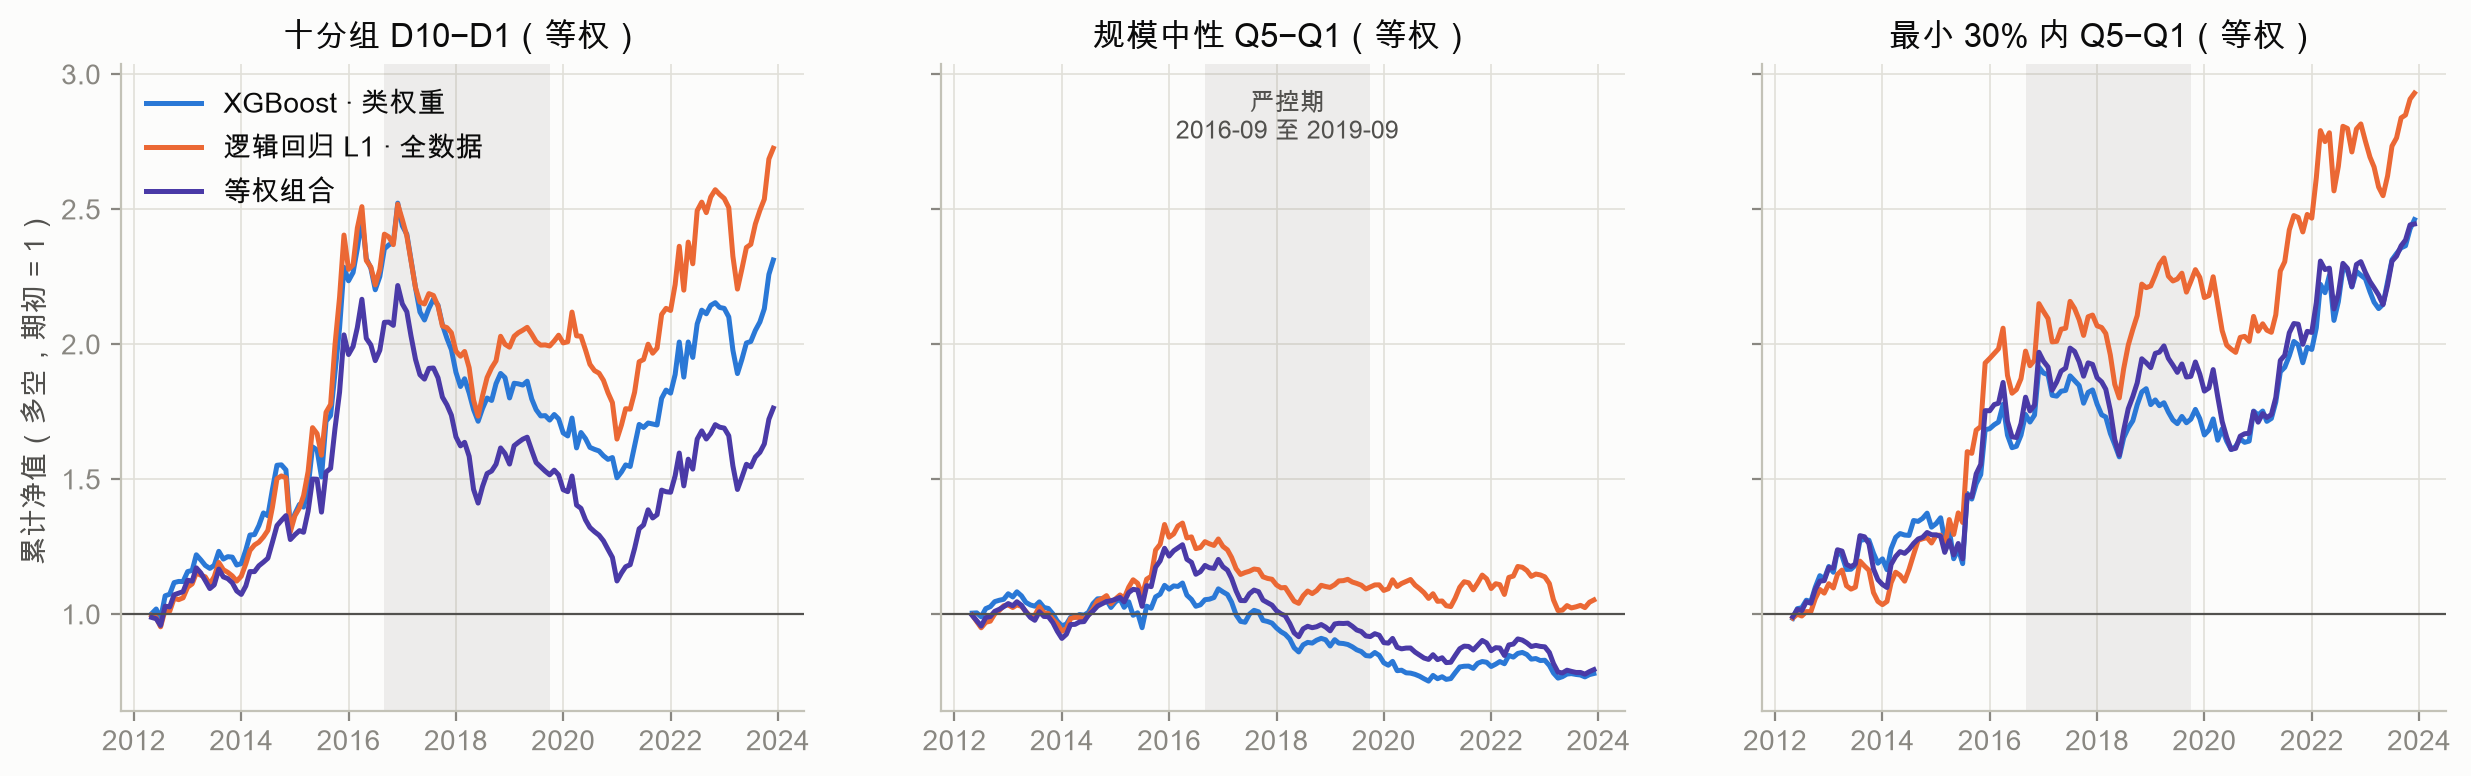 十分组 D10−D1（等权）
规模中性 Q5−Q1（等权）
最小 30% 内 Q5−Q1（等权）
累计净值（多空，期初 = 1）
3.0
2.5
2.0
1.5
1.0
XGBoost · 类权重
逻辑回归 L1 · 全数据
等权组合
严控期
2016-09 至 2019-09
2012 2014 2016 2018 2020 2022 2024
2012 2014 2016 2018 2020 2022 2024
2012 2014 2016 2018 2020 2022 2024